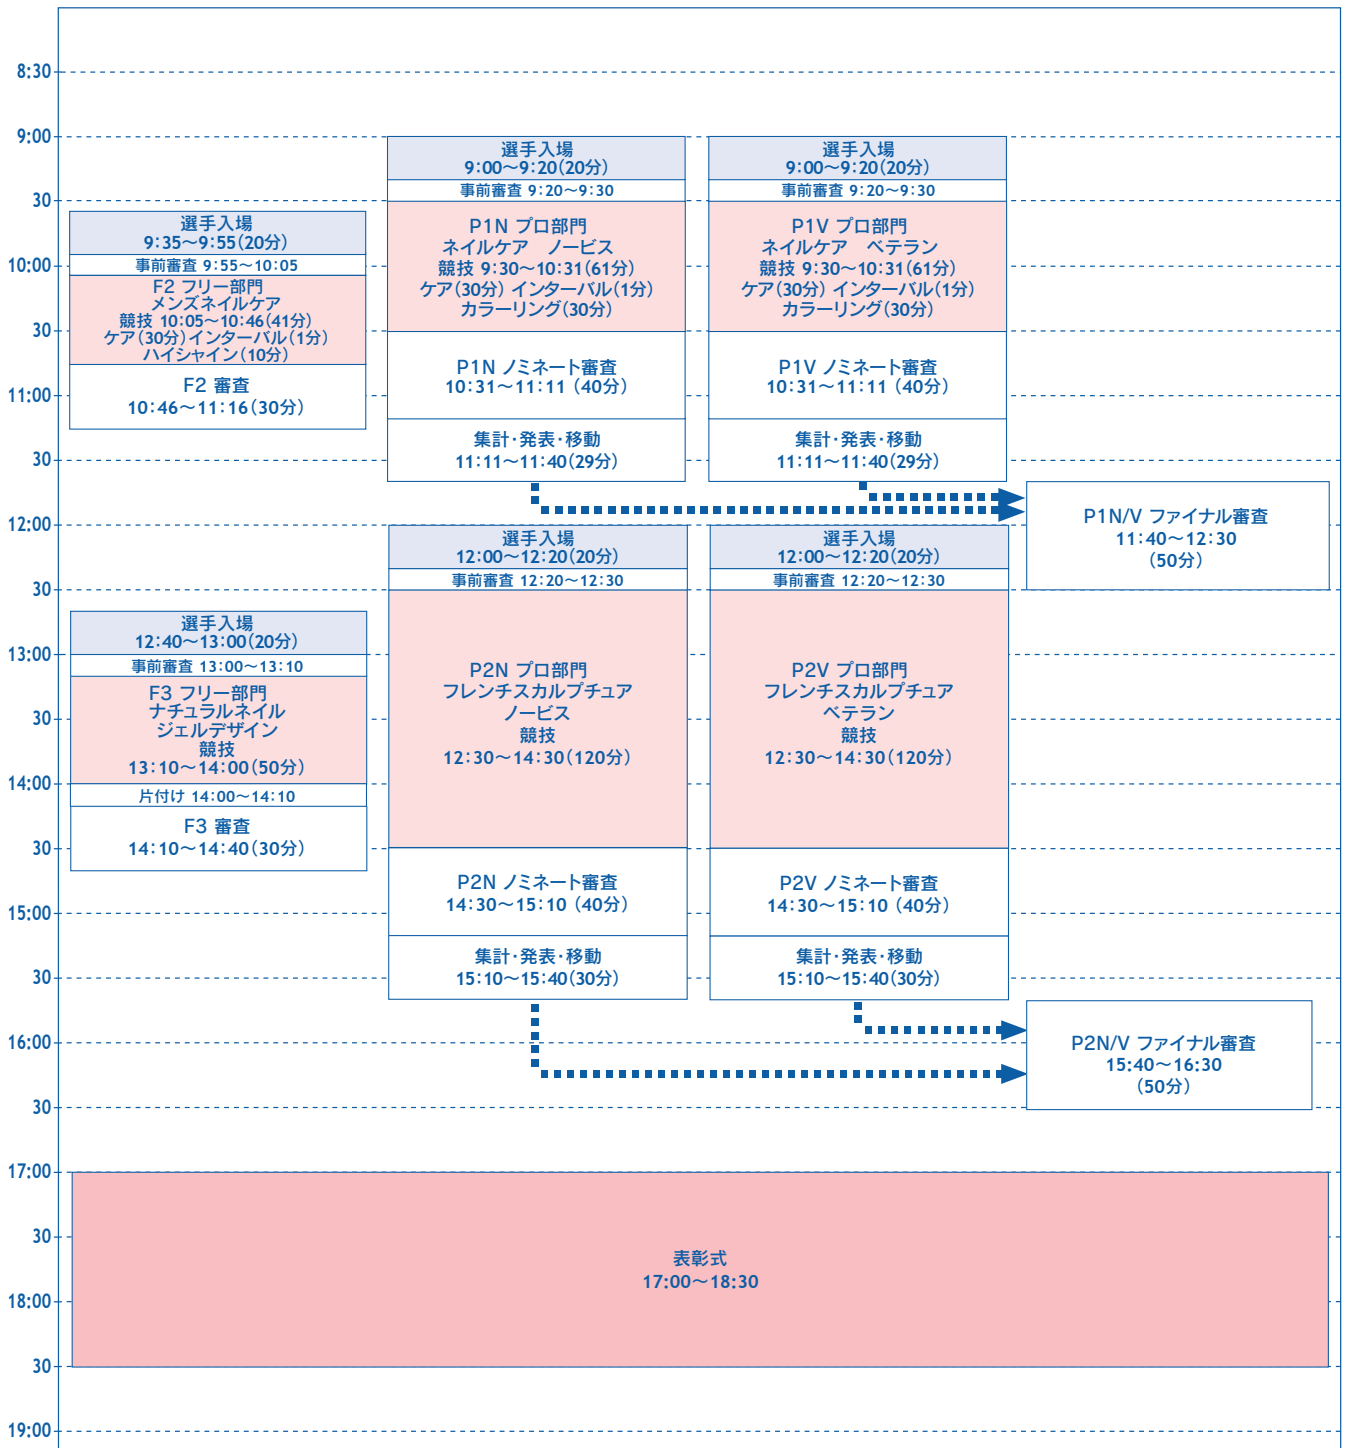 8:30
9:00
30
10:00
30
11:00
30
12:00
30
13:00
30
14:00
30
15:00
30
16:00
30
17:00
30
18:00
30
19:00
選手入場
9:35～9:55(20分)
事前審査 9:55～10:05
F2 フリー部門
メンズネイルケア
競技 10:05～10:46(41分)
ケア(30分)インターバル(1分)
ハイシャイン(10分)
F2 審査
10:46～11:16(30分)
選手入場
12:40～13:00(20分)
事前審査 13:00～13:10
F3 フリー部門
ナチュラルネイル
ジェルデザイン
競技
13:10～14:00(50分)
片付け 14:00～14:10
F3 審査
14:10～14:40(30分)
選手入場
9:00～9:20(20分)
事前審査 9:20～9:30
P1N プロ部門
ネイルケア　ノービス
競技 9:30～10:31(61分)
ケア(30分) インターバル(1分)
カラーリング(30分)
P1N ノミネート審査
10:31～11:11 (40分)
集計・発表・移動
11:11～11:40(29分)
選手入場
12:00～12:20(20分)
事前審査 12:20～12:30
P2N プロ部門
フレンチスカルプチュア
ノービス
競技
12:30～14:30(120分)
P2N ノミネート審査
14:30～15:10 (40分)
集計・発表・移動
15:10～15:40(30分)
選手入場
9:00～9:20(20分)
事前審査 9:20～9:30
P1V プロ部門
ネイルケア　ベテラン
競技 9:30～10:31(61分)
ケア(30分) インターバル(1分)
カラーリング(30分)
P1V ノミネート審査
10:31～11:11 (40分)
集計・発表・移動
11:11～11:40(29分)
選手入場
12:00～12:20(20分)
事前審査 12:20～12:30
P2V プロ部門
フレンチスカルプチュア
ベテラン
競技
12:30～14:30(120分)
P2V ノミネート審査
14:30～15:10 (40分)
集計・発表・移動
15:10～15:40(30分)
P1N/V ファイナル審査
11:40～12:30
(50分)
P2N/V ファイナル審査
15:40～16:30
(50分)
表彰式
17:00～18:30